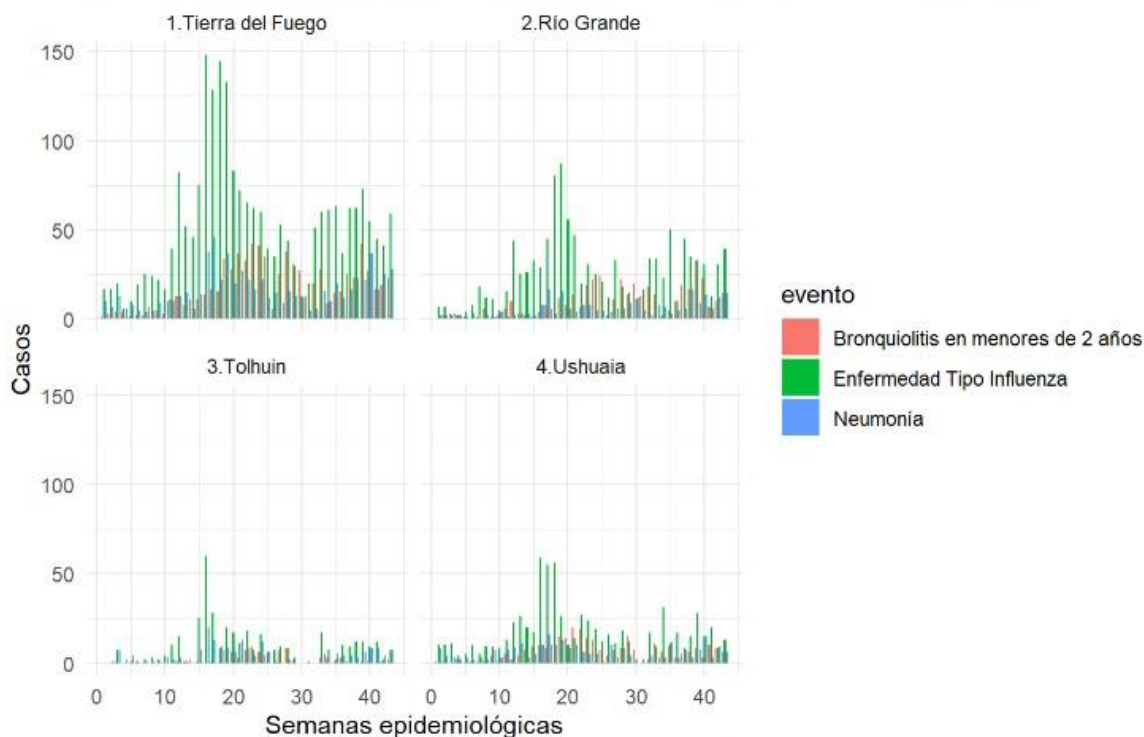 1.Tierra del Fuego
2.Río Grande
150
100
50
0
3.Tolhuin
4.Ushuaia
150
100
50
0
0 10 20 30 40
0 10 20 30 40
Casos
Semanas epidemiológicas
evento
Bronquiolitis en menores de 2 años
Enfermedad Tipo Influenza
Neumonía